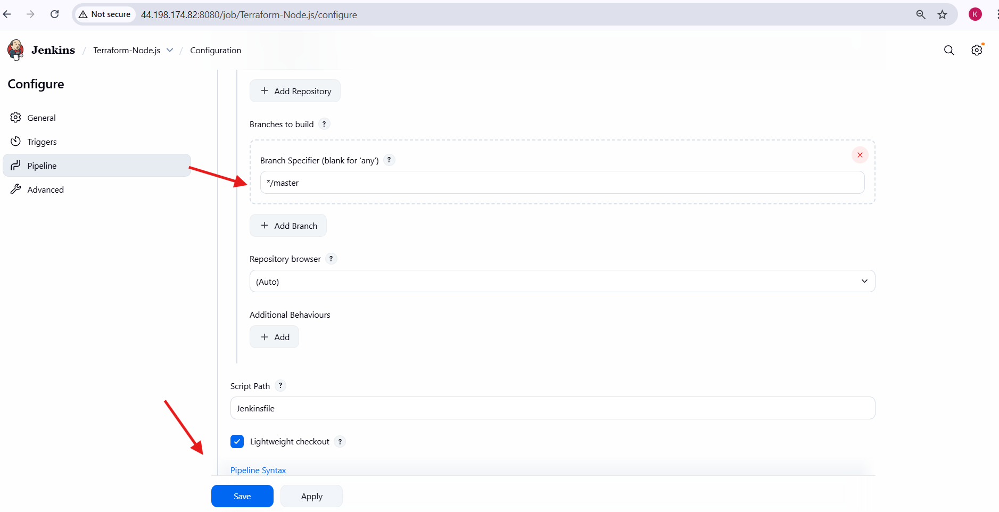 Not secure 44.198.174.82:8080/job/Terraform-Node.js/configure K
Jenkins / Terraform-Node.js / Configuration
Configure
General
Triggers
Pipeline
Advanced
+ Add Repository
Branches to build ?
Branch Specifier (blank for 'any') ?
*/master
+ Add Branch
Repository browser ?
(Auto)
Additional Behaviours
+ Add
Script Path ?
Jenkinsfile
Lightweight checkout ?
Pipeline Syntax
Save Apply